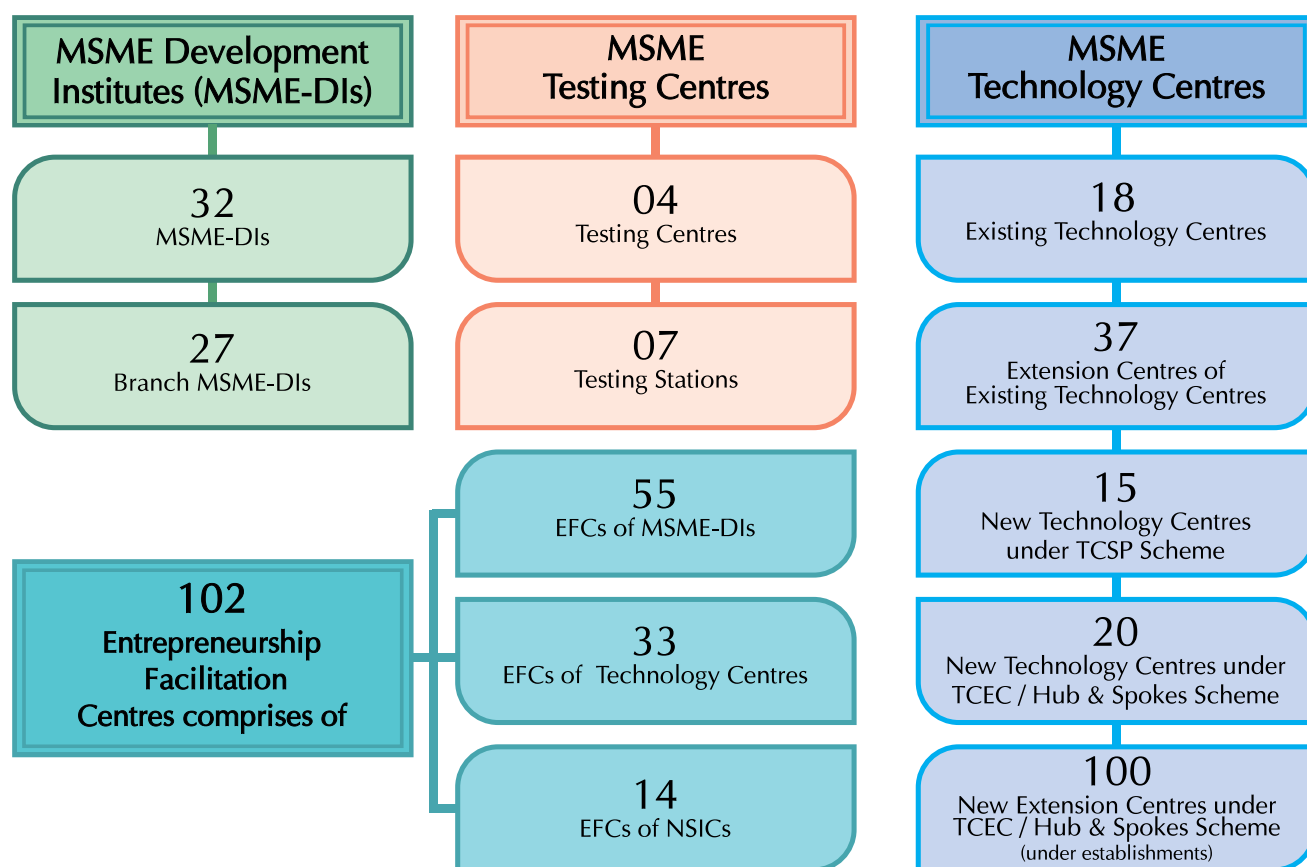 MSME Development
Institutes (MSME-DIs)
32
MSME-DIs
27
Branch MSME-DIs
MSME
Testing Centres
04
Testing Centres
07
Testing Stations
MSME
Technology Centres
18
Existing Technology Centres
37
Extension Centres of
Existing Technology Centres
15
New Technology Centres
under TCSP Scheme
20
New Technology Centres under
TCEC / Hub & Spokes Scheme
100
New Extension Centres under
TCEC / Hub & Spokes Scheme
(under establishments)
102
Entrepreneurship
Facilitation
Centres comprises of
55
EFCs of MSME-DIs
33
EFCs of Technology Centres
14
EFCs of NSICs